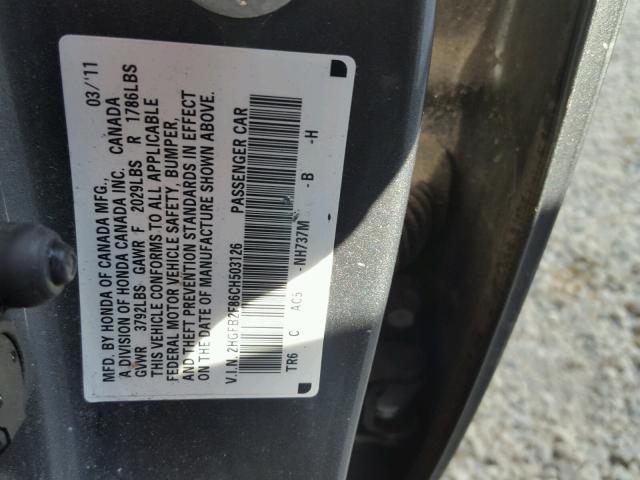 MFD. BY HONDA OF CANADA MFG., 03/'11
A DIVISION OF HONDA CANADA INC. CANADA
GVWR 3792LBS GAWR F 2029LBS R 1786LBS
THIS VEHICLE CONFORMS TO ALL APPLICABLE
FEDERAL MOTOR VEHICLE SAFETY, BUMPER,
AND THEFT PREVENTION STANDARDS IN EFFECT
ON THE DATE OF MANUFACTURE SHOWN ABOVE.
V.I.N. 2HGFB2F86CH503126 PASSENGER CAR
TR6 C AC5 -NH737M -B -H